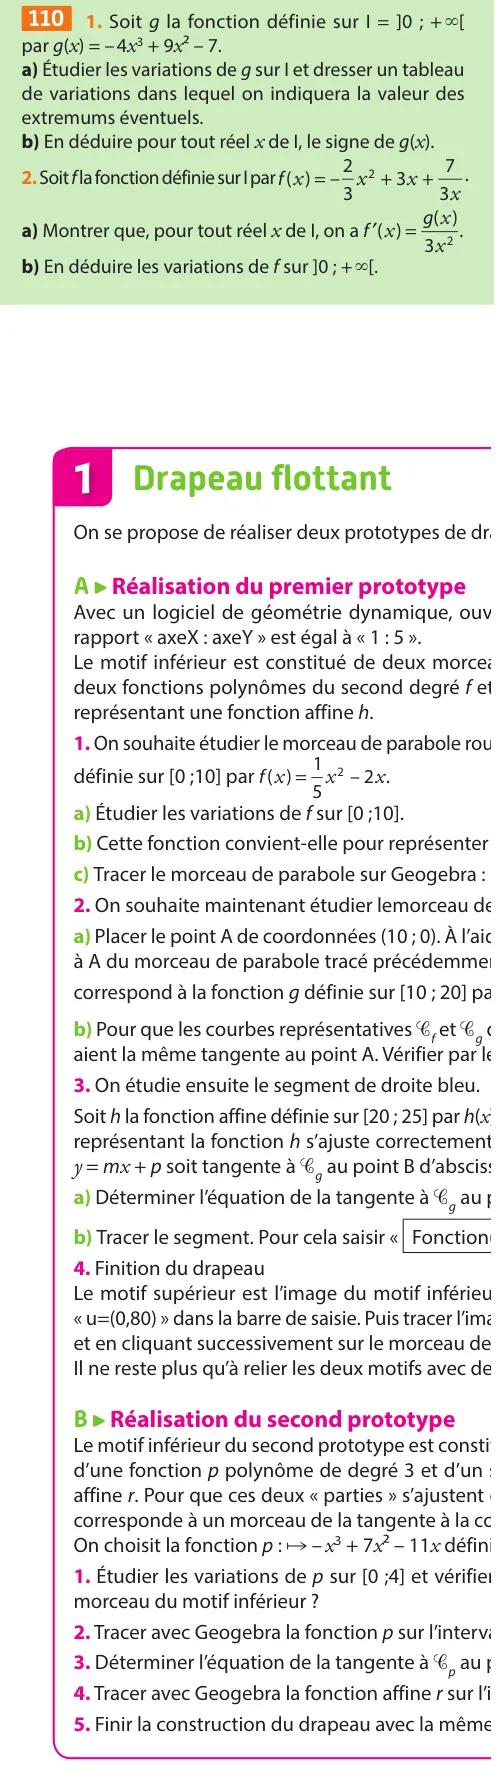 110 1. Soit g la fonction définie sur I = ]0 ; + ∞[
par g(x) = – 4x³ + 9x² – 7.
a) Étudier les variations de g sur I et dresser un tableau
de variations dans lequel on indiquera la valeur des
extremums éventuels.
b) En déduire pour tout réel x de I, le signe de g(x).
2. Soit f la fonction définie sur I par f(x) = –2/3 x² + 3x + 7/3x.
a) Montrer que, pour tout réel x de I, on a f′(x) = g(x)/3x².
b) En déduire les variations de f sur ]0 ; +∞[.
1 Drapeau flottant
On se propose de réaliser deux prototypes de dra
A ▶ Réalisation du premier prototype
Avec un logiciel de géométrie dynamique, ouv
rapport « axeX : axeY » est égal à « 1 : 5 ».
Le motif inférieur est constitué de deux morcea
deux fonctions polynômes du second degré f et
représentant une fonction affine h.
1. On souhaite étudier le morceau de parabole rou
définie sur [0 ;10] par f(x) = 1/5 x² – 2x.
a) Étudier les variations de f sur [0 ;10].
b) Cette fonction convient-elle pour représenter
c) Tracer le morceau de parabole sur Geogebra :
2. On souhaite maintenant étudier lemorceau de
a) Placer le point A de coordonnées (10 ; 0). À l’aid
à A du morceau de parabole tracé précédemmen
correspond à la fonction g définie sur [10 ; 20] pa
b) Pour que les courbes représentatives 𝒞f et 𝒞g c
aient la même tangente au point A. Vérifier par le
3. On étudie ensuite le segment de droite bleu.
Soit h la fonction affine définie sur [20 ; 25] par h(x
représentant la fonction h s’ajuste correctement
y = mx + p soit tangente à 𝒞g au point B d’absciss
a) Déterminer l’équation de la tangente à 𝒞g au p
b) Tracer le segment. Pour cela saisir « Fonction
4. Finition du drapeau
Le motif supérieur est l’image du motif inférieu
« u=(0,80) » dans la barre de saisie. Puis tracer l’ima
et en cliquant successivement sur le morceau de
Il ne reste plus qu’à relier les deux motifs avec de
B ▶ Réalisation du second prototype
Le motif inférieur du second prototype est constit
d’une fonction p polynôme de degré 3 et d’un s
affine r. Pour que ces deux « parties » s’ajustent c
corresponde à un morceau de la tangente à la co
On choisit la fonction p : ↦ – x³ + 7x² – 11x défini
1. Étudier les variations de p sur [0 ;4] et vérifier
morceau du motif inférieur ?
2. Tracer avec Geogebra la fonction p sur l’interva
3. Déterminer l’équation de la tangente à 𝒞p au p
4. Tracer avec Geogebra la fonction affine r sur l’i
5. Finir la construction du drapeau avec la même